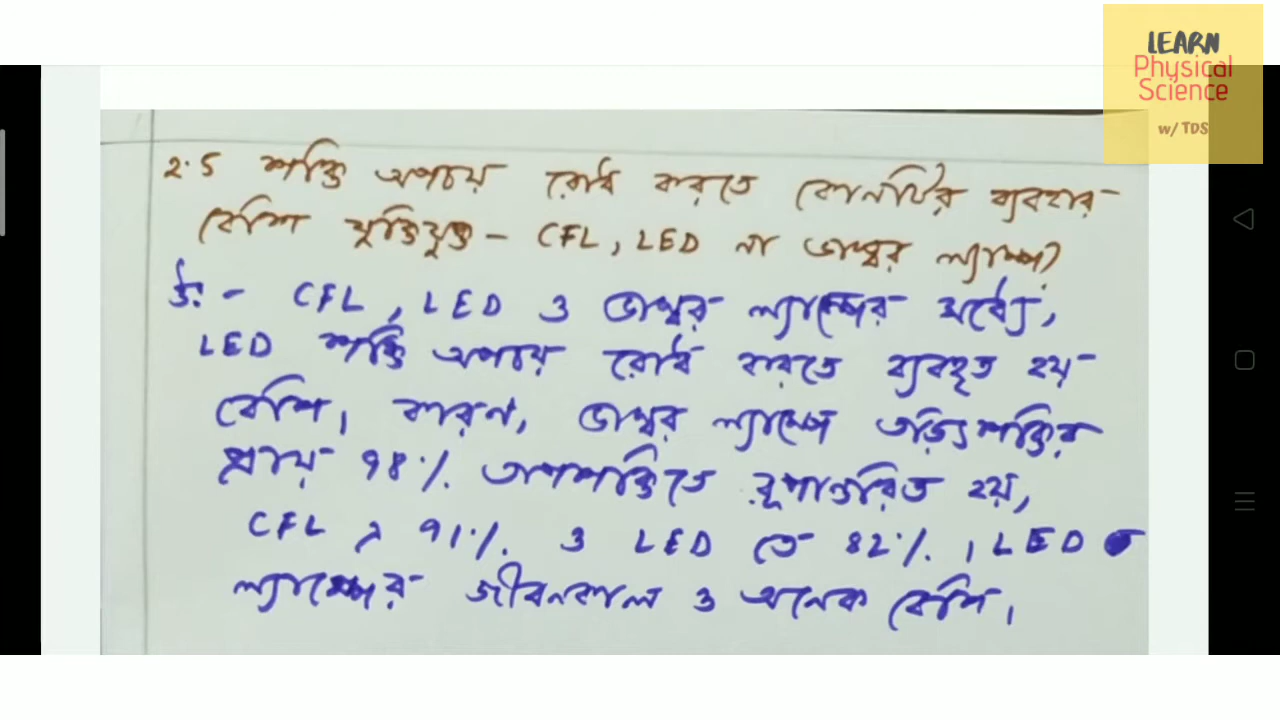 LEARN
Physical
Science
w/ TDS
২.5 শক্তি অপচয় রোধ করতে কোনটির ব্যবহার
বেশি যুক্তিযুক্ত - CFL, LED না ভাস্বর ল্যাম্প?
উঃ - CFL, LED ও ভাস্বর ল্যাম্পের মধ্যে,
LED শক্তি অপচয় রোধ করতে ব্যবহৃত হয়
বেশি। কারণ, ভাস্বর ল্যাম্পে তড়িৎশক্তির
প্রায় 98% তাপশক্তিতে রূপান্তরিত হয়,
CFL এ 91% ও LED তে 82%। LED
ল্যাম্পের জীবনকাল ও অনেক বেশি।